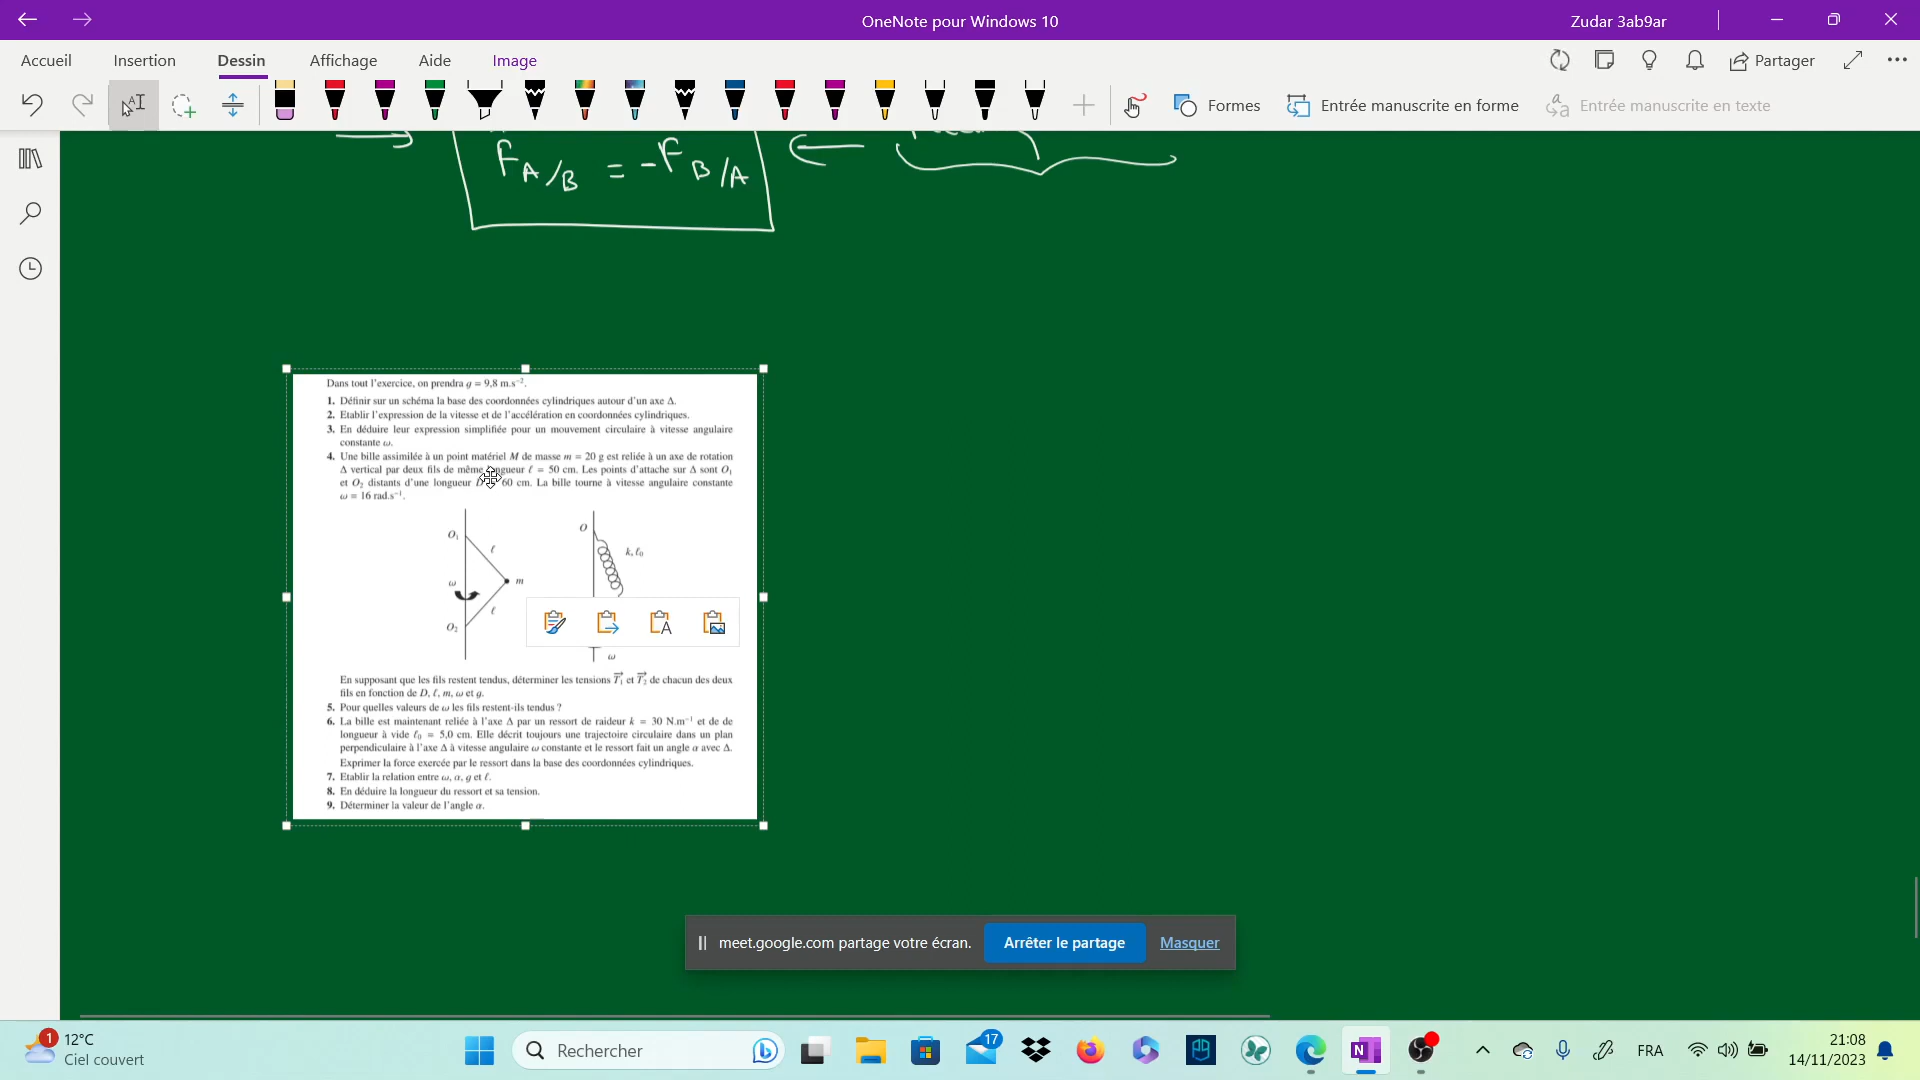 OneNote pour Windows 10
Zudar 3ab9ar
Accueil
Insertion
Dessin
Affichage
Aide
Image
Partager
Formes
Entrée manuscrite en forme
Entrée manuscrite en texte
F A/B = -F B/A
Dans tout l'exercice, on prendra g = 9,8 m.s⁻².
1. Définir sur un schéma la base des coordonnées cylindriques autour d'un axe Δ.
2. Etablir l'expression de la vitesse et de l'accélération en coordonnées cylindriques.
3. En déduire leur expression simplifiée pour un mouvement circulaire à vitesse angulaire
constante ω.
4. Une bille assimilée à un point matériel M de masse m = 20 g est reliée à un axe de rotation
Δ vertical par deux fils de même longueur ℓ = 50 cm. Les points d'attache sur Δ sont O₁
et O₂ distants d'une longueur D 60 cm. La bille tourne à vitesse angulaire constante
ω = 16 rad.s⁻¹.
O₁
ℓ
ω
m
ℓ
O₂
O
k, ℓ₀
ω
En supposant que les fils restent tendus, déterminer les tensions T₁ et T₂ de chacun des deux
fils en fonction de D, ℓ, m, ω et g.
5. Pour quelles valeurs de ω les fils restent-ils tendus ?
6. La bille est maintenant reliée à l'axe Δ par un ressort de raideur k = 30 N.m⁻¹ et de de
longueur à vide ℓ₀ = 5,0 cm. Elle décrit toujours une trajectoire circulaire dans un plan
perpendiculaire à l'axe Δ à vitesse angulaire ω constante et le ressort fait un angle α avec Δ.
Exprimer la force exercée par le ressort dans la base des coordonnées cylindriques.
7. Etablir la relation entre ω, α, g et ℓ.
8. En déduire la longueur du ressort et sa tension.
9. Déterminer la valeur de l'angle α.
meet.google.com partage votre écran.
Arrêter le partage
Masquer
1
12°C
Ciel couvert
Rechercher
17
FRA
21:08
14/11/2023